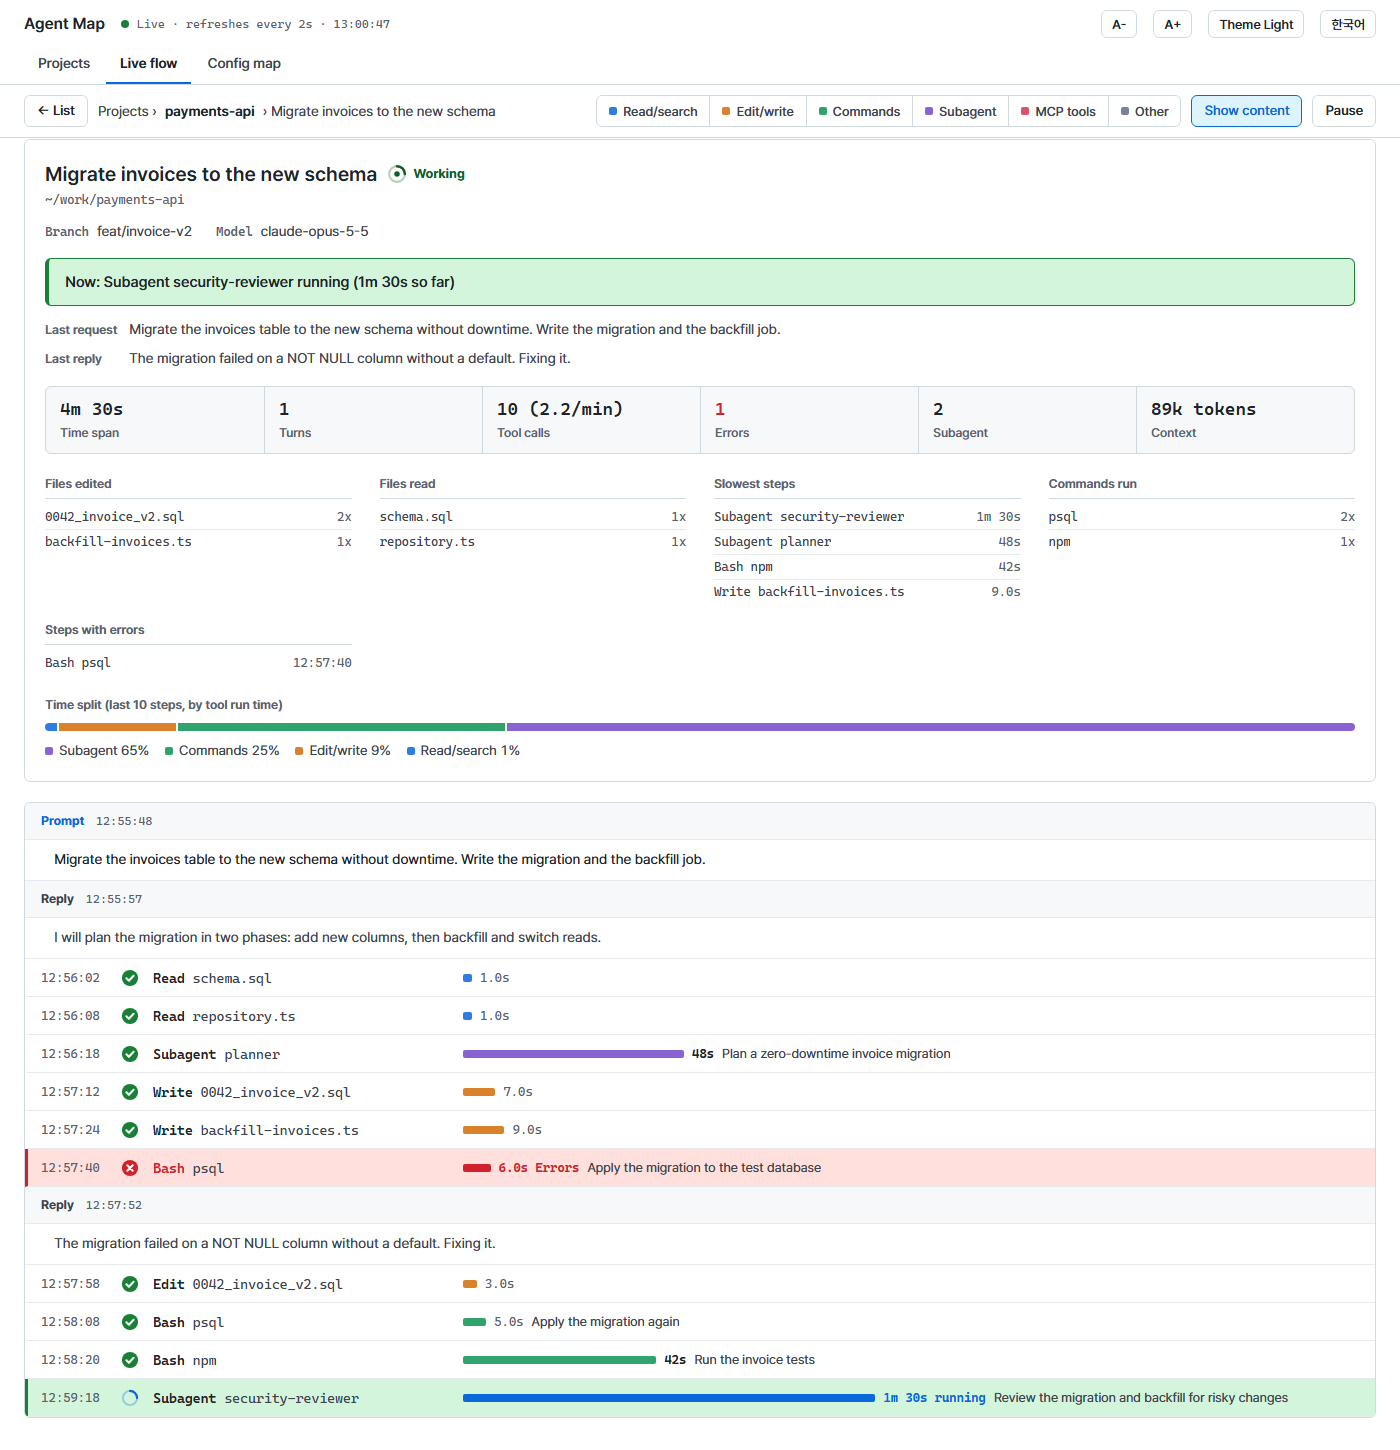 Agent Map
Live · refreshes every 2s · 13:00:47
A-
A+
Theme Light
한국어
Projects
Live flow
Config map
← List
Projects › payments-api › Migrate invoices to the new schema
Read/search
Edit/write
Commands
Subagent
MCP tools
Other
Show content
Pause
Migrate invoices to the new schema
Working
~/work/payments-api
Branch feat/invoice-v2 Model claude-opus-5-5
Now: Subagent security-reviewer running (1m 30s so far)
Last request Migrate the invoices table to the new schema without downtime. Write the migration and the backfill job.
Last reply The migration failed on a NOT NULL column without a default. Fixing it.
4m 30s
Time span
1
Turns
10 (2.2/min)
Tool calls
1
Errors
2
Subagent
89k tokens
Context
Files edited
0042_invoice_v2.sql 2x
backfill-invoices.ts 1x
Files read
schema.sql 1x
repository.ts 1x
Slowest steps
Subagent security-reviewer 1m 30s
Subagent planner 48s
Bash npm 42s
Write backfill-invoices.ts 9.0s
Commands run
psql 2x
npm 1x
Steps with errors
Bash psql 12:57:40
Time split (last 10 steps, by tool run time)
Subagent 65% Commands 25% Edit/write 9% Read/search 1%
Prompt 12:55:48
Migrate the invoices table to the new schema without downtime. Write the migration and the backfill job.
Reply 12:55:57
I will plan the migration in two phases: add new columns, then backfill and switch reads.
12:56:02 Read schema.sql 1.0s
12:56:08 Read repository.ts 1.0s
12:56:18 Subagent planner 48s Plan a zero-downtime invoice migration
12:57:12 Write 0042_invoice_v2.sql 7.0s
12:57:24 Write backfill-invoices.ts 9.0s
12:57:40 Bash psql 6.0s Errors Apply the migration to the test database
Reply 12:57:52
The migration failed on a NOT NULL column without a default. Fixing it.
12:57:58 Edit 0042_invoice_v2.sql 3.0s
12:58:08 Bash psql 5.0s Apply the migration again
12:58:20 Bash npm 42s Run the invoice tests
12:59:18 Subagent security-reviewer 1m 30s running Review the migration and backfill for risky changes